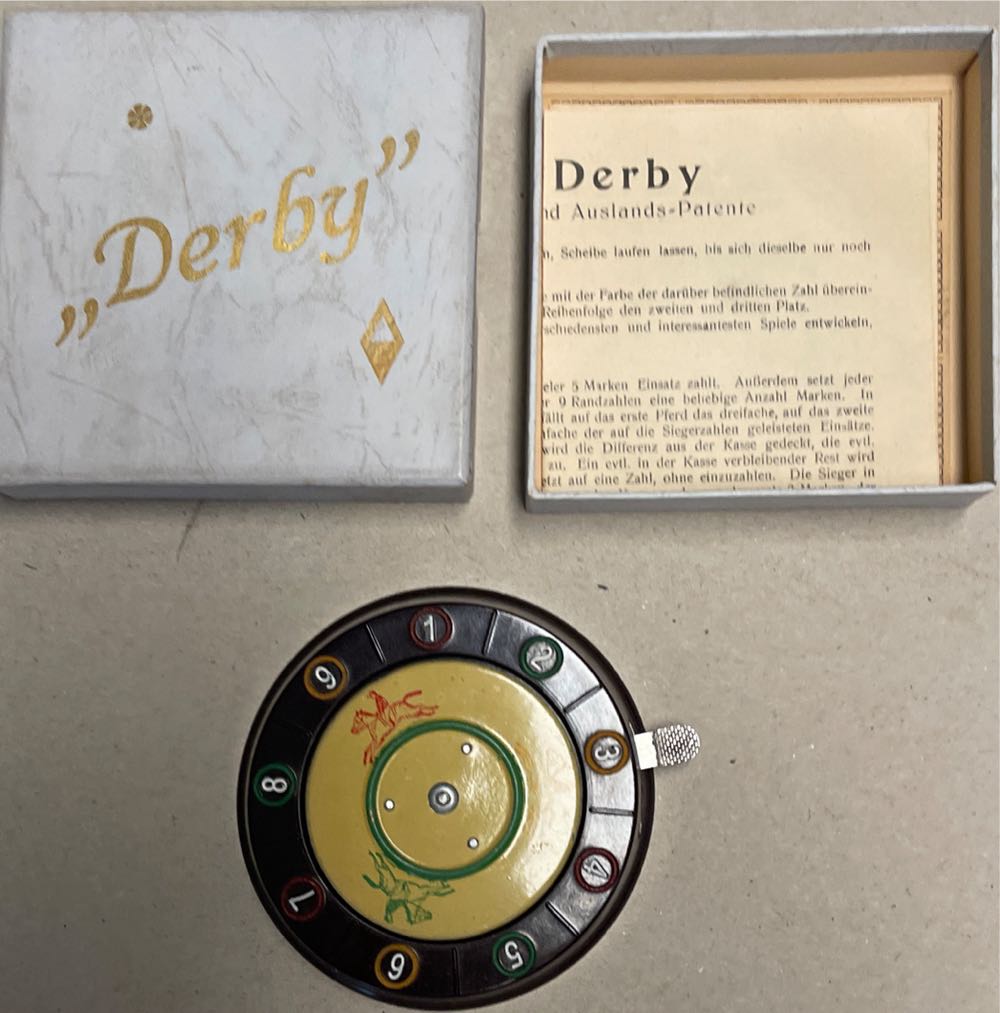 „Derby”
Derby
nd Auslands-Patente
n, Scheibe laufen lassen, bis sich dieselbe nur noch
e mit der Farbe der darüber befindlichen Zahl überein-
Reihenfolge den zweiten und dritten Platz.
schiedensten und interessantesten Spiele entwickeln,
eler 5 Marken Einsatz zahlt. Außerdem setzt jeder
r 9 Randzahlen eine beliebige Anzahl Marken. In
fällt auf das erste Pferd das dreifache, auf das zweite
fache der auf die Siegerzahlen geleisteten Einsätze.
wird die Differenz aus der Kasse gedeckt, die evtl.
zu. Ein evtl. in der Kasse verbleibender Rest wird
etzt auf eine Zahl, ohne einzuzahlen. Die Sieger in
1
2
3
4
5
6
7
8
9